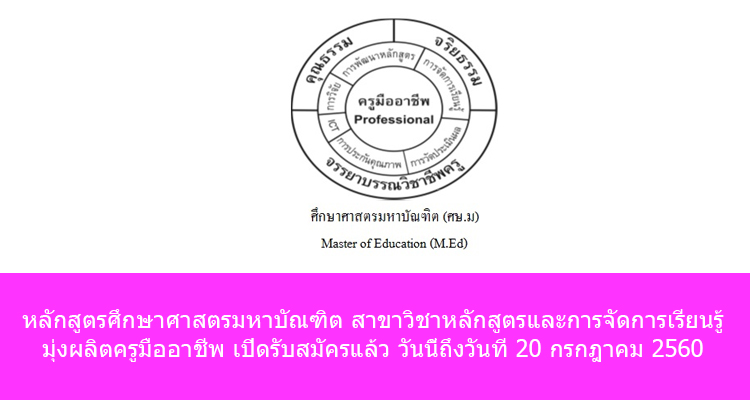 คุณธรรม
จริยธรรม
การพัฒนาหลักสูตร
การจัดการเรียนรู้
การวิจัย
ครูมืออาชีพ
Professional
ICT
การประกันคุณภาพ
การวัดประเมินผล
จรรยาบรรณวิชาชีพครู
ศึกษาศาสตรมหาบัณฑิต (ศษ.ม)
Master of Education (M.Ed)
หลักสูตรศึกษาศาสตรมหาบัณฑิต สาขาวิชาหลักสูตรและการจัดการเรียนรู้
มุ่งผลิตครูมืออาชีพ เปิดรับสมัครแล้ว วันนี้ถึงวันที่ 20 กรกฎาคม 2560